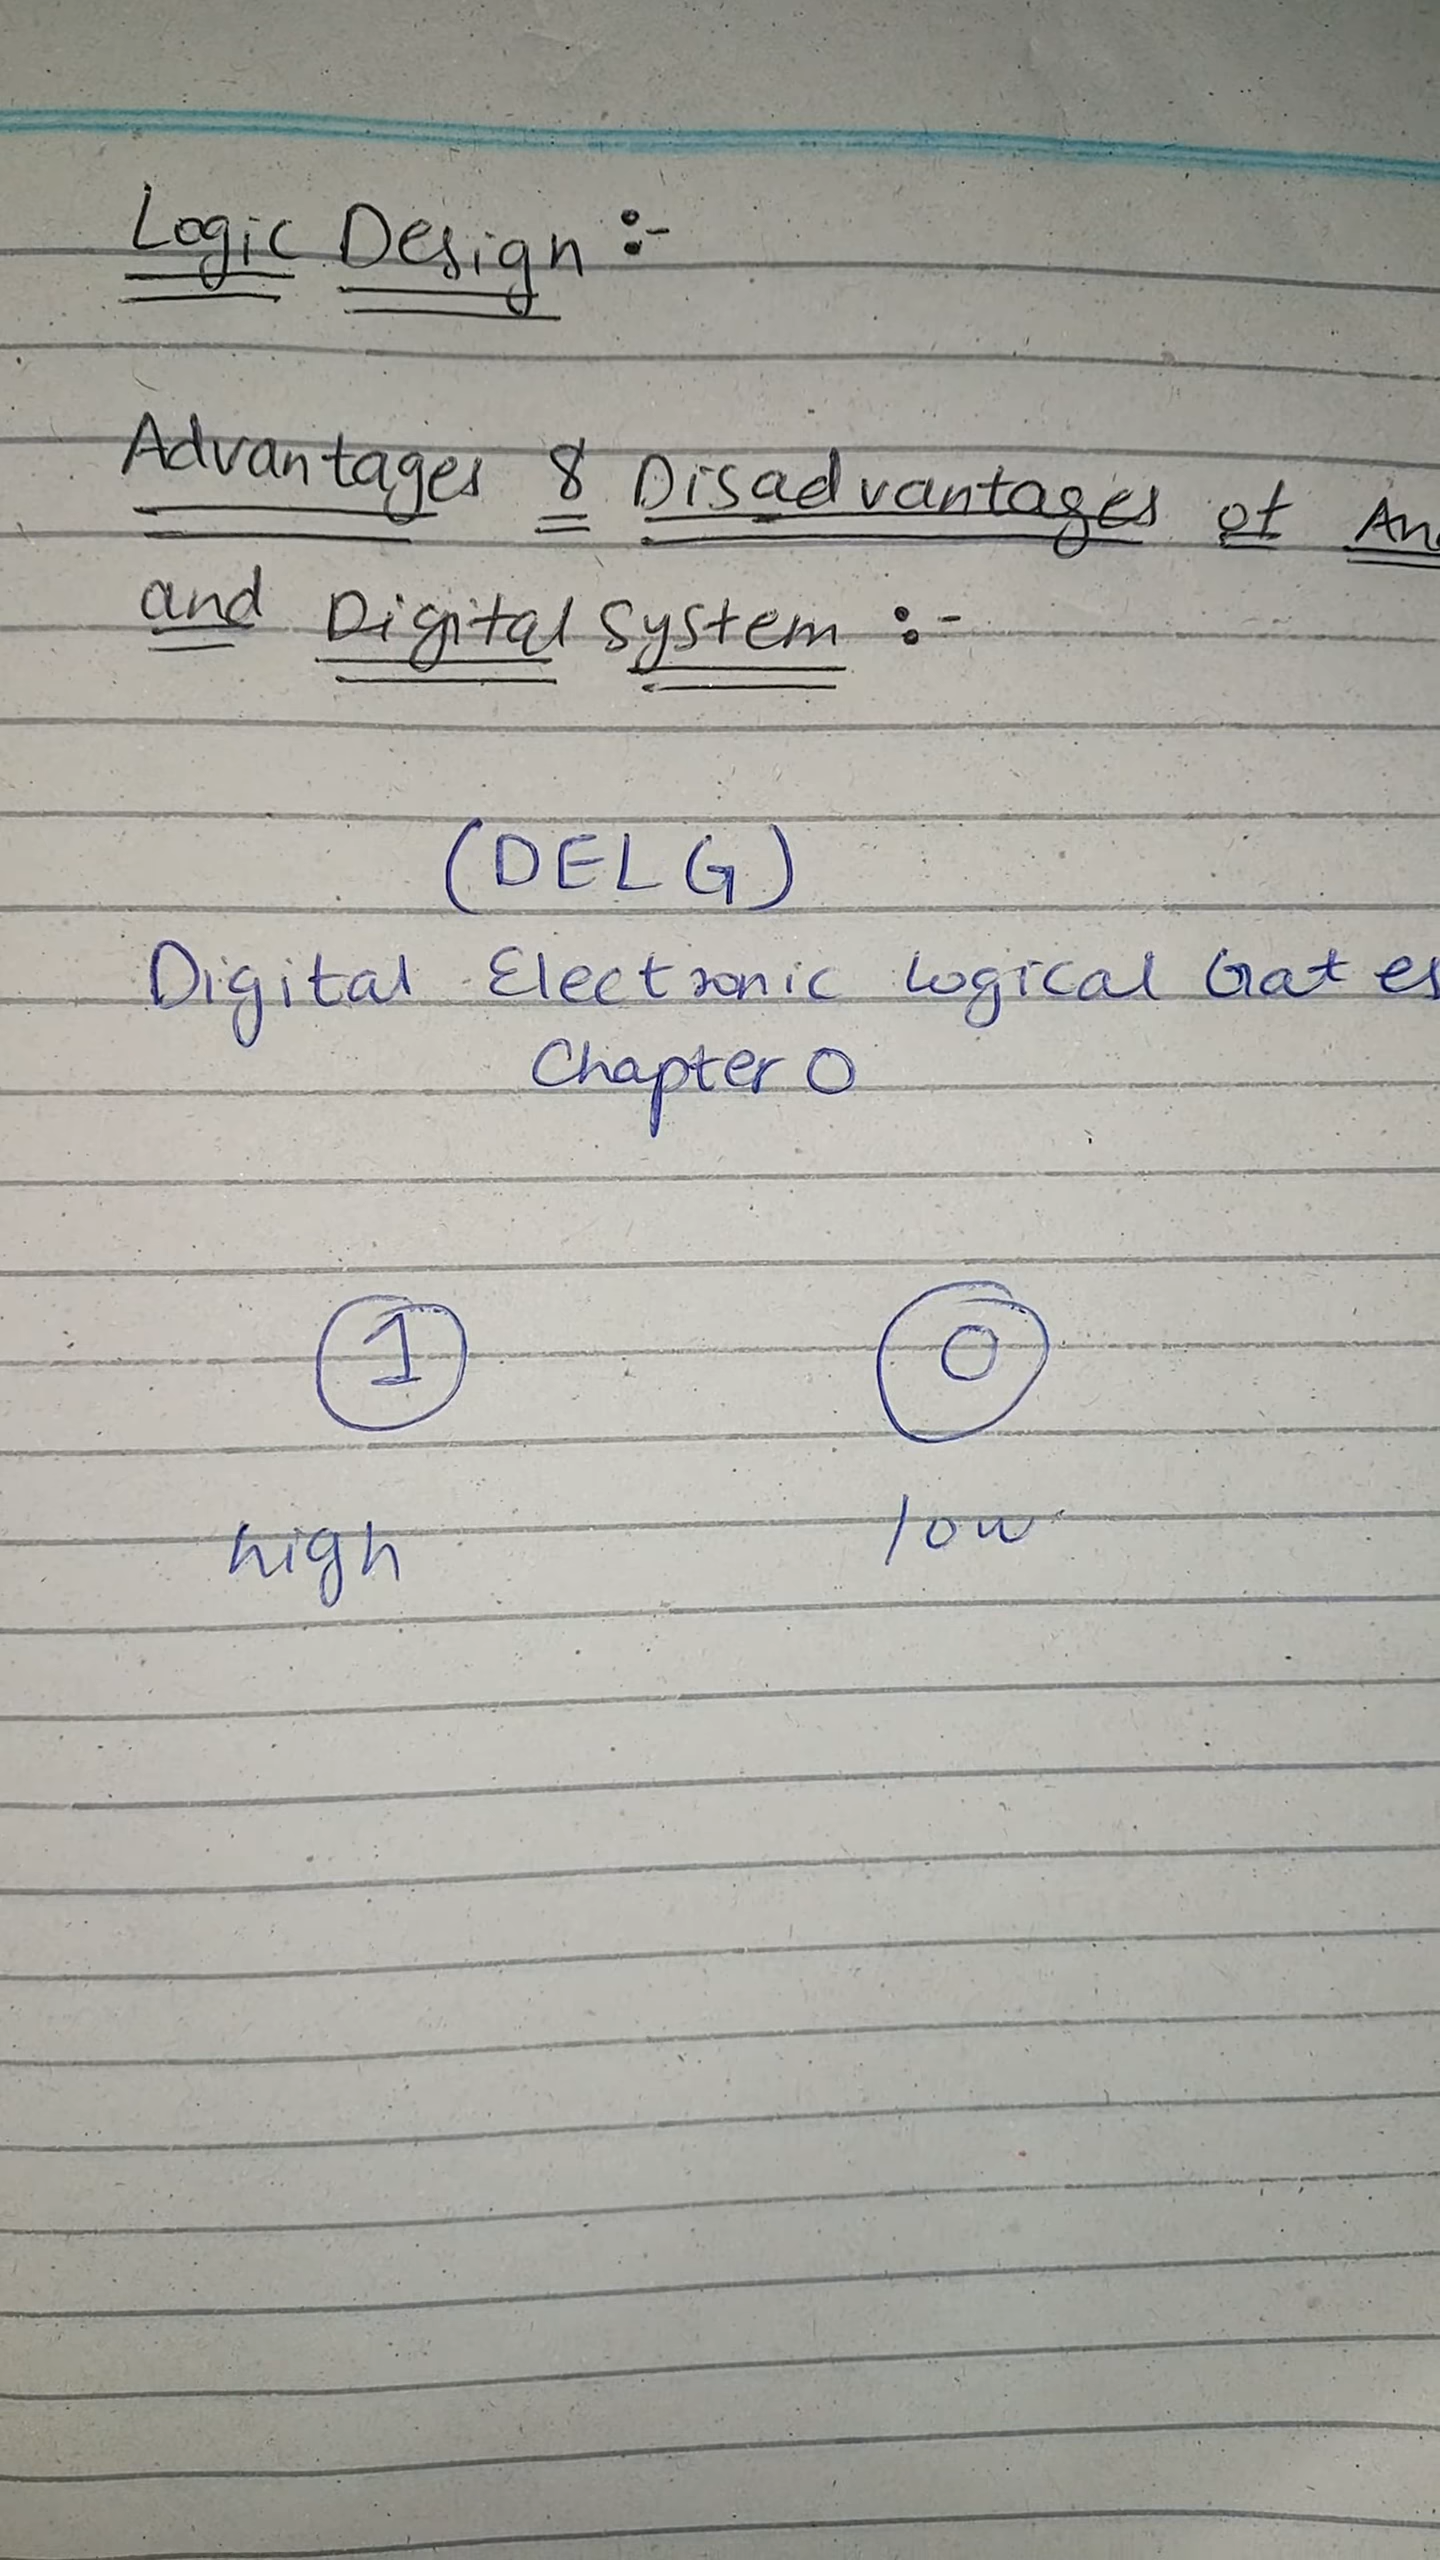 Logic Design :-
Advantages & Disadvantages of
and Digital System :-
(DELG)
Digital Electronic Logical Gates
Chapter 0
1 0
high low